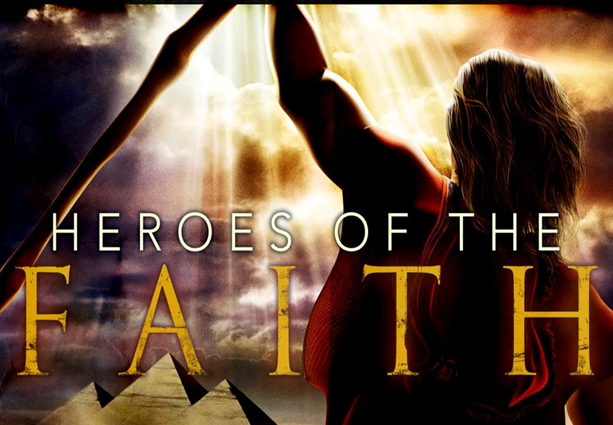 HEROES OF THE
FAITH